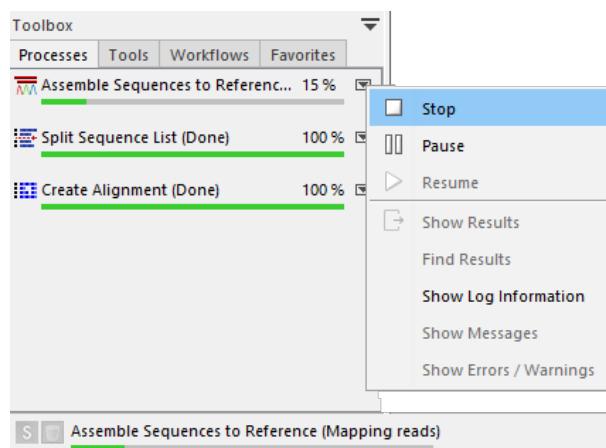 Toolbox
Processes Tools Workflows Favorites
Assemble Sequences to Referenc... 15 %
Split Sequence List (Done) 100 %
Create Alignment (Done) 100 %
Stop
Pause
Resume
Show Results
Find Results
Show Log Information
Show Messages
Show Errors / Warnings
S Assemble Sequences to Reference (Mapping reads)